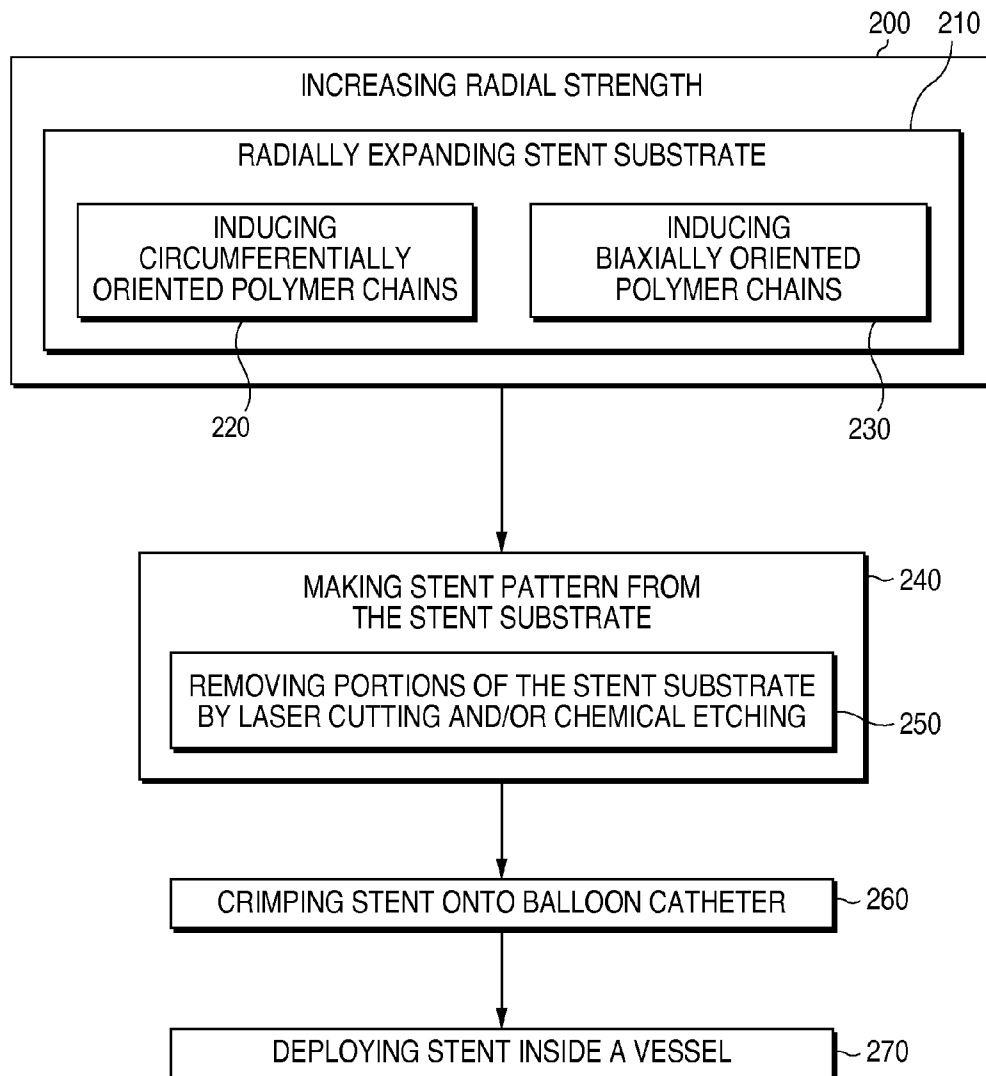 200
210
INCREASING RADIAL STRENGTH
RADIALLY EXPANDING STENT SUBSTRATE
INDUCING
CIRCUMFERENTIALLY
ORIENTED POLYMER CHAINS
INDUCING
BIAXIALLY ORIENTED
POLYMER CHAINS
220
230
MAKING STENT PATTERN FROM
THE STENT SUBSTRATE
240
REMOVING PORTIONS OF THE STENT SUBSTRATE
BY LASER CUTTING AND/OR CHEMICAL ETCHING
250
CRIMPING STENT ONTO BALLOON CATHETER
260
DEPLOYING STENT INSIDE A VESSEL
270